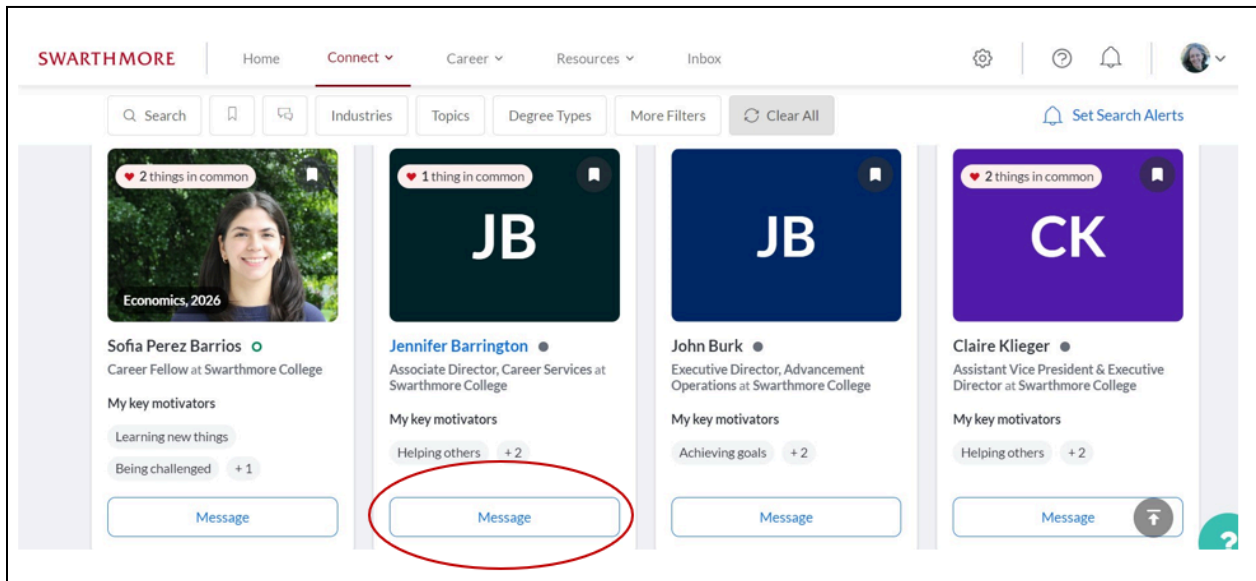 SWARTHMORE
Home
Connect
Career
Resources
Inbox
Search
Industries
Topics
Degree Types
More Filters
Clear All
Set Search Alerts
2 things in common
Economics, 2026
Sofia Perez Barrios
Career Fellow at Swarthmore College
My key motivators
Learning new things
Being challenged
+ 1
Message
1 thing in common
JB
Jennifer Barrington
Associate Director, Career Services at
Swarthmore College
My key motivators
Helping others
+ 2
Message
JB
John Burk
Executive Director, Advancement
Operations at Swarthmore College
My key motivators
Achieving goals
+ 2
Message
2 things in common
CK
Claire Klieger
Assistant Vice President & Executive
Director at Swarthmore College
My key motivators
Helping others
+ 2
Message
?